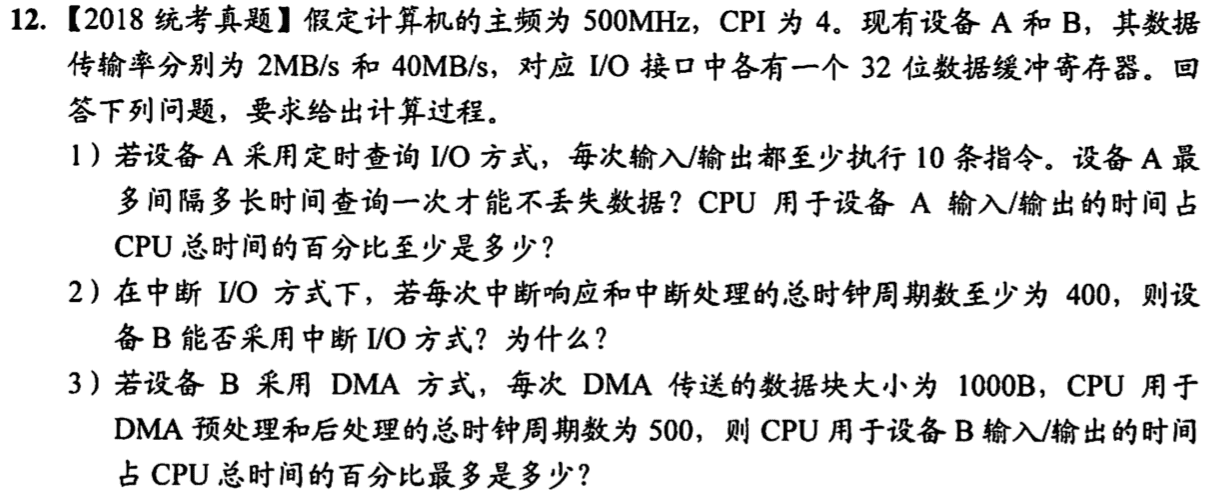 12.【2018 统考真题】假定计算机的主频为 500MHz，CPI 为 4。现有设备 A 和 B，其数据
传输率分别为 2MB/s 和 40MB/s，对应 I/O 接口中各有一个 32 位数据缓冲寄存器。回
答下列问题，要求给出计算过程。
1）若设备 A 采用定时查询 I/O 方式，每次输入/输出都至少执行 10 条指令。设备 A 最
多间隔多长时间查询一次才能不丢失数据？CPU 用于设备 A 输入/输出的时间占
CPU 总时间的百分比至少是多少？
2）在中断 I/O 方式下，若每次中断响应和中断处理的总时钟周期数至少为 400，则设
备 B 能否采用中断 I/O 方式？为什么？
3）若设备 B 采用 DMA 方式，每次 DMA 传送的数据块大小为 1000B，CPU 用于
DMA 预处理和后处理的总时钟周期数为 500，则 CPU 用于设备 B 输入/输出的时间
占 CPU 总时间的百分比最多是多少？